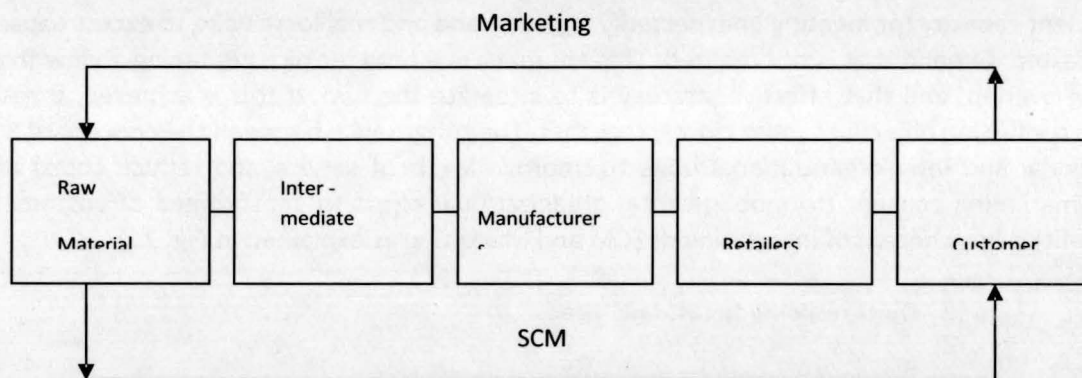 Marketing
Raw
Material
Inter -
mediate
Manufacturer
Retailers
Customer
SCM